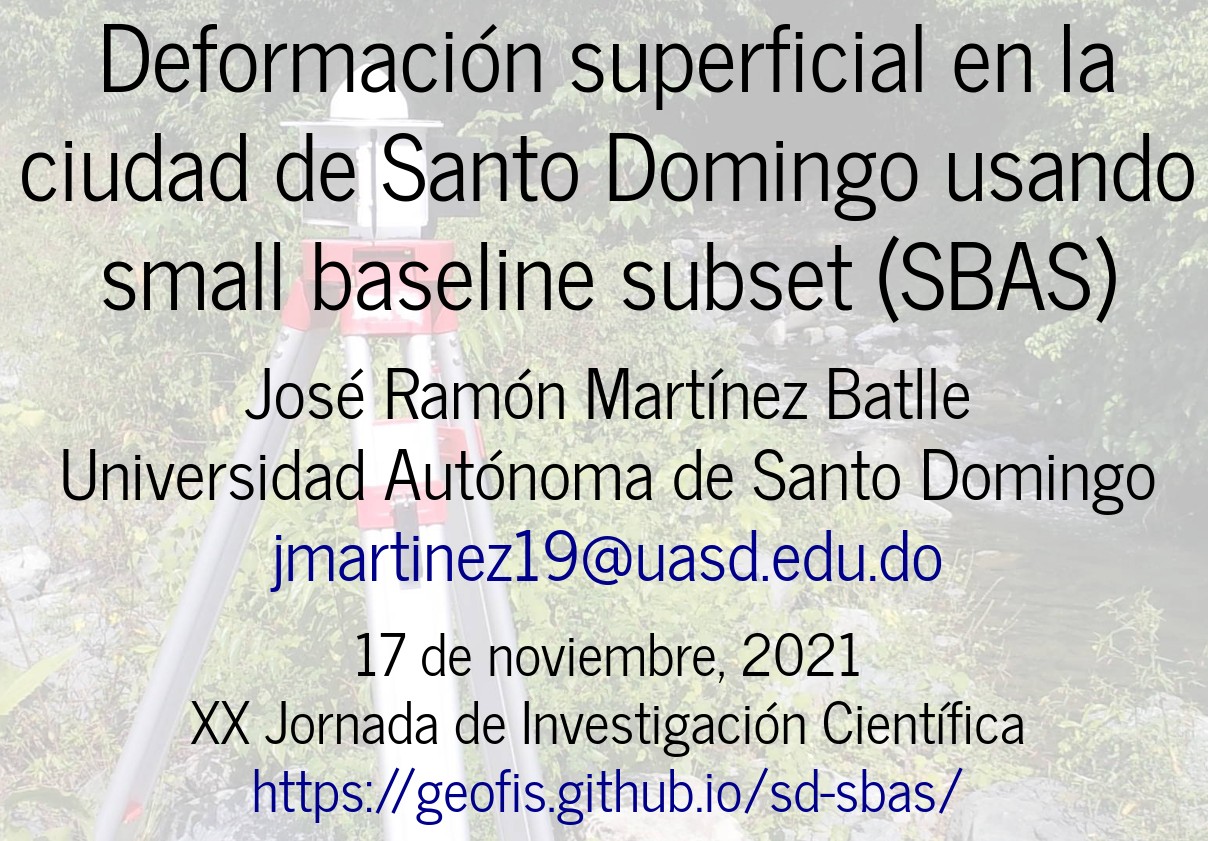 Deformación superficial en la
ciudad de Santo Domingo usando
small baseline subset (SBAS)
José Ramón Martínez Batlle
Universidad Autónoma de Santo Domingo
jmartinez19@uasd.edu.do
17 de noviembre, 2021
XX Jornada de Investigación Científica
https://geofis.github.io/sd-sbas/